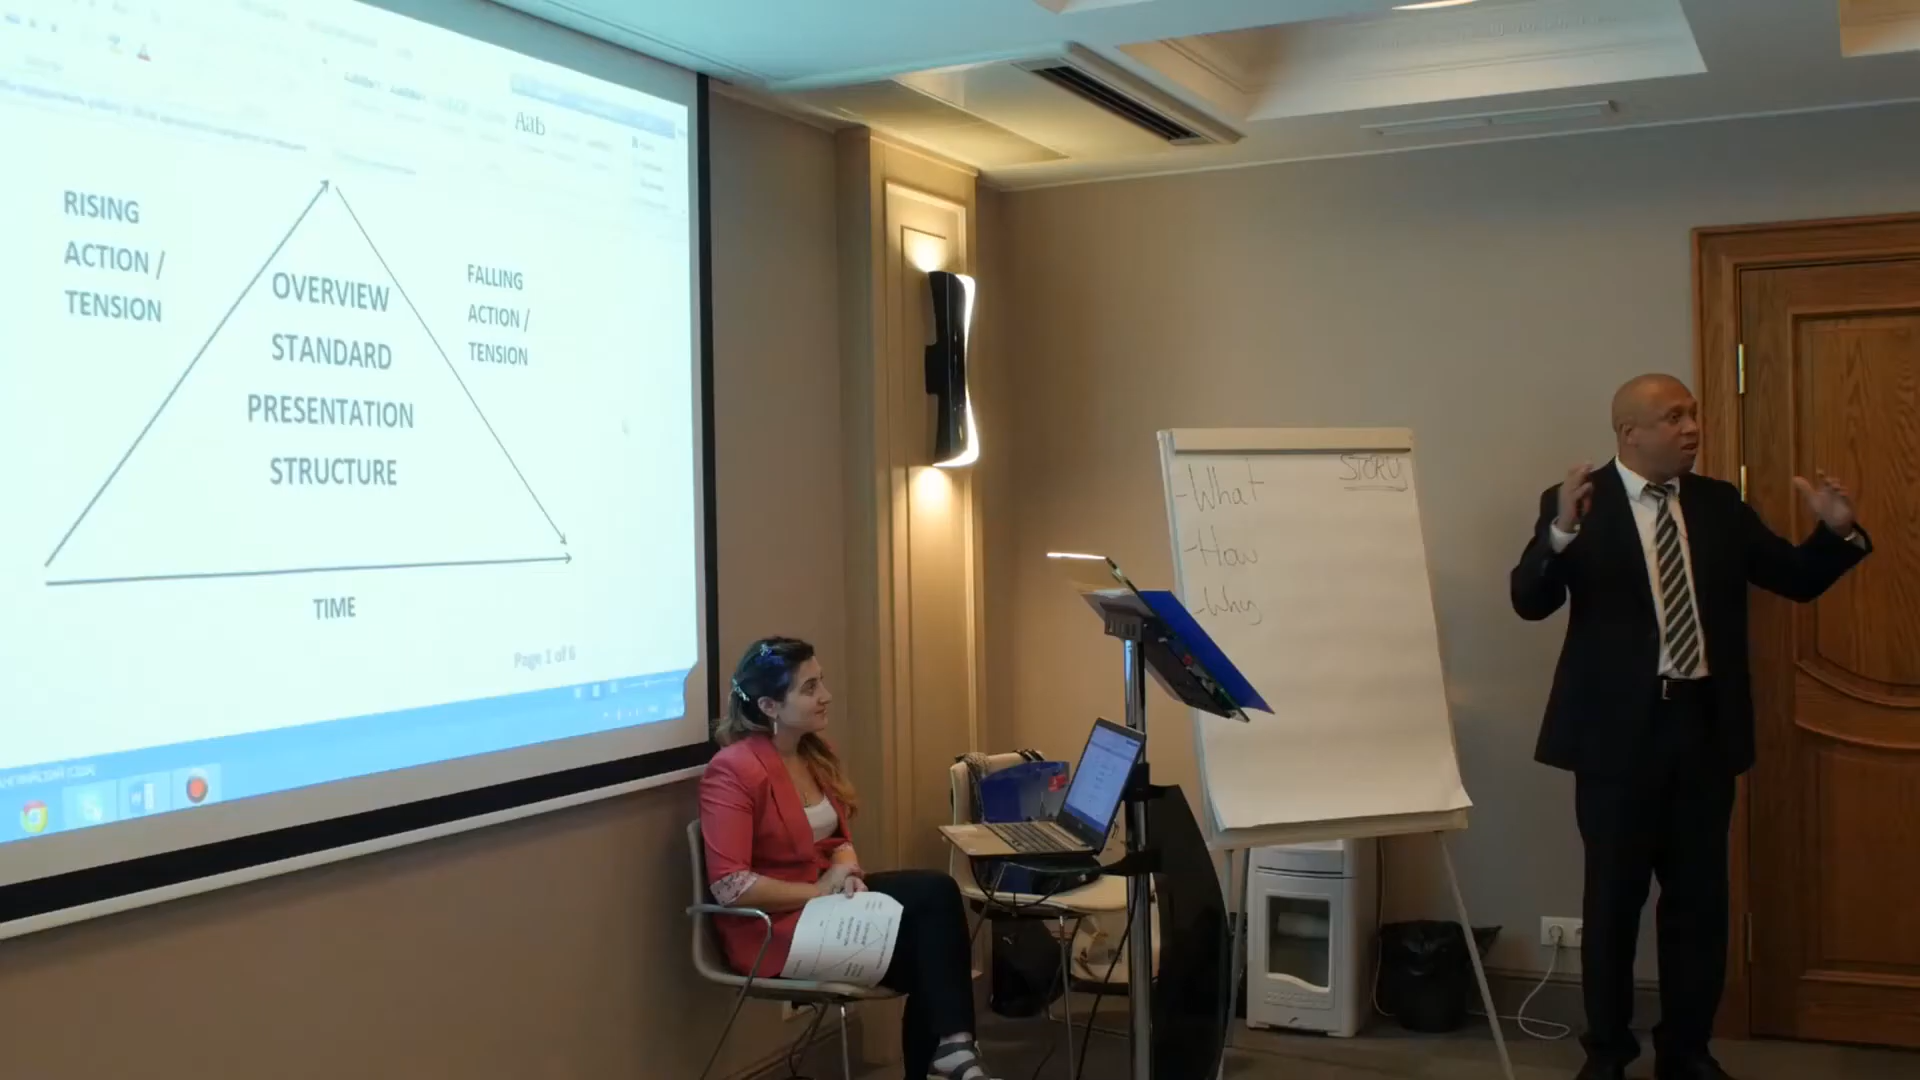 Aab
RISING
ACTION /
TENSION
OVERVIEW
STANDARD
PRESENTATION
STRUCTURE
FALLING
ACTION /
TENSION
TIME
Page 1 of 6
STORY
-What
-How
-Why